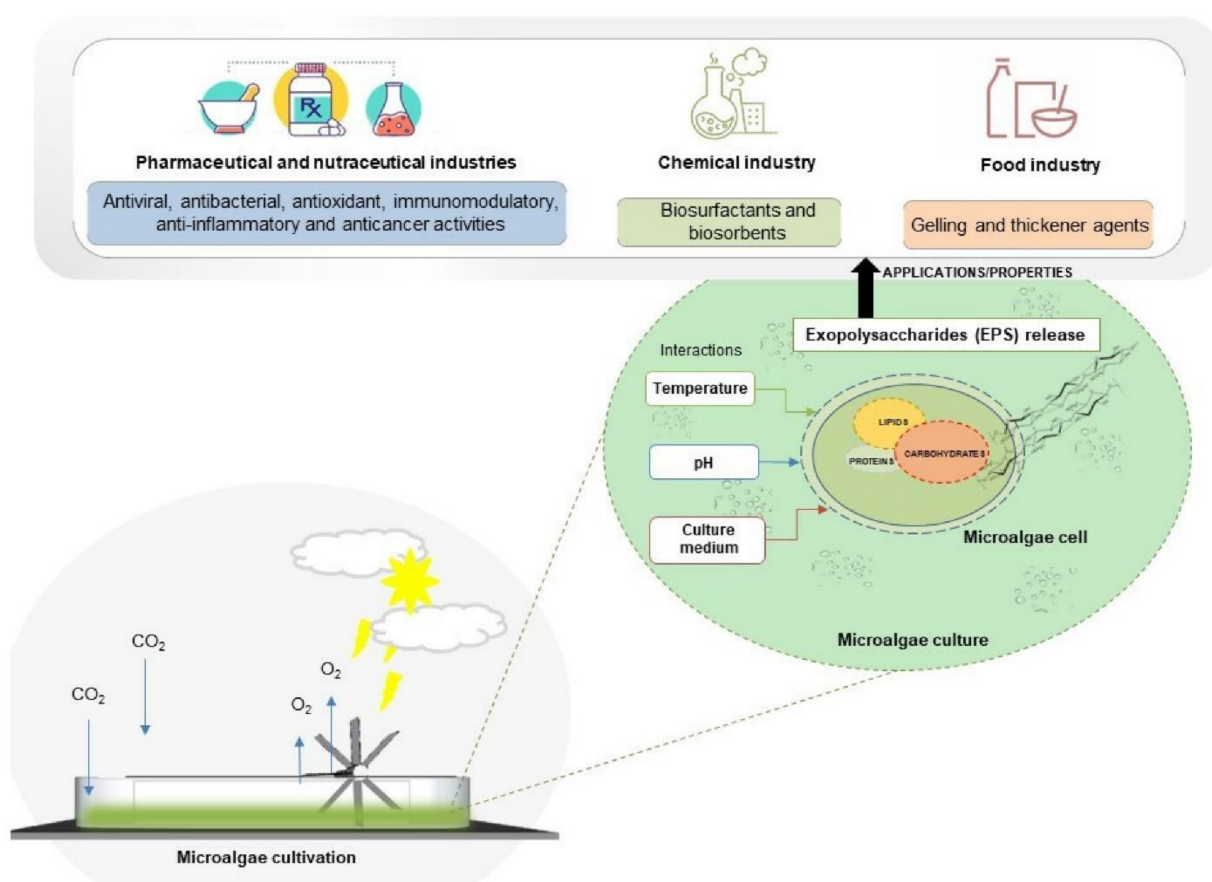 Rx
Pharmaceutical and nutraceutical industries
Antiviral, antibacterial, antioxidant, immunomodulatory,
anti-inflammatory and anticancer activities
Chemical industry
Biosurfactants and
biosorbents
Food industry
Gelling and thickener agents
APPLICATIONS/PROPERTIES
Exopolysaccharides (EPS) release
Interactions
Temperature
pH
Culture
medium
LIPIDS
PROTEINS
CARBOHYDRATES
Microalgae cell
Microalgae culture
CO₂
CO₂
O₂
O₂
Microalgae cultivation